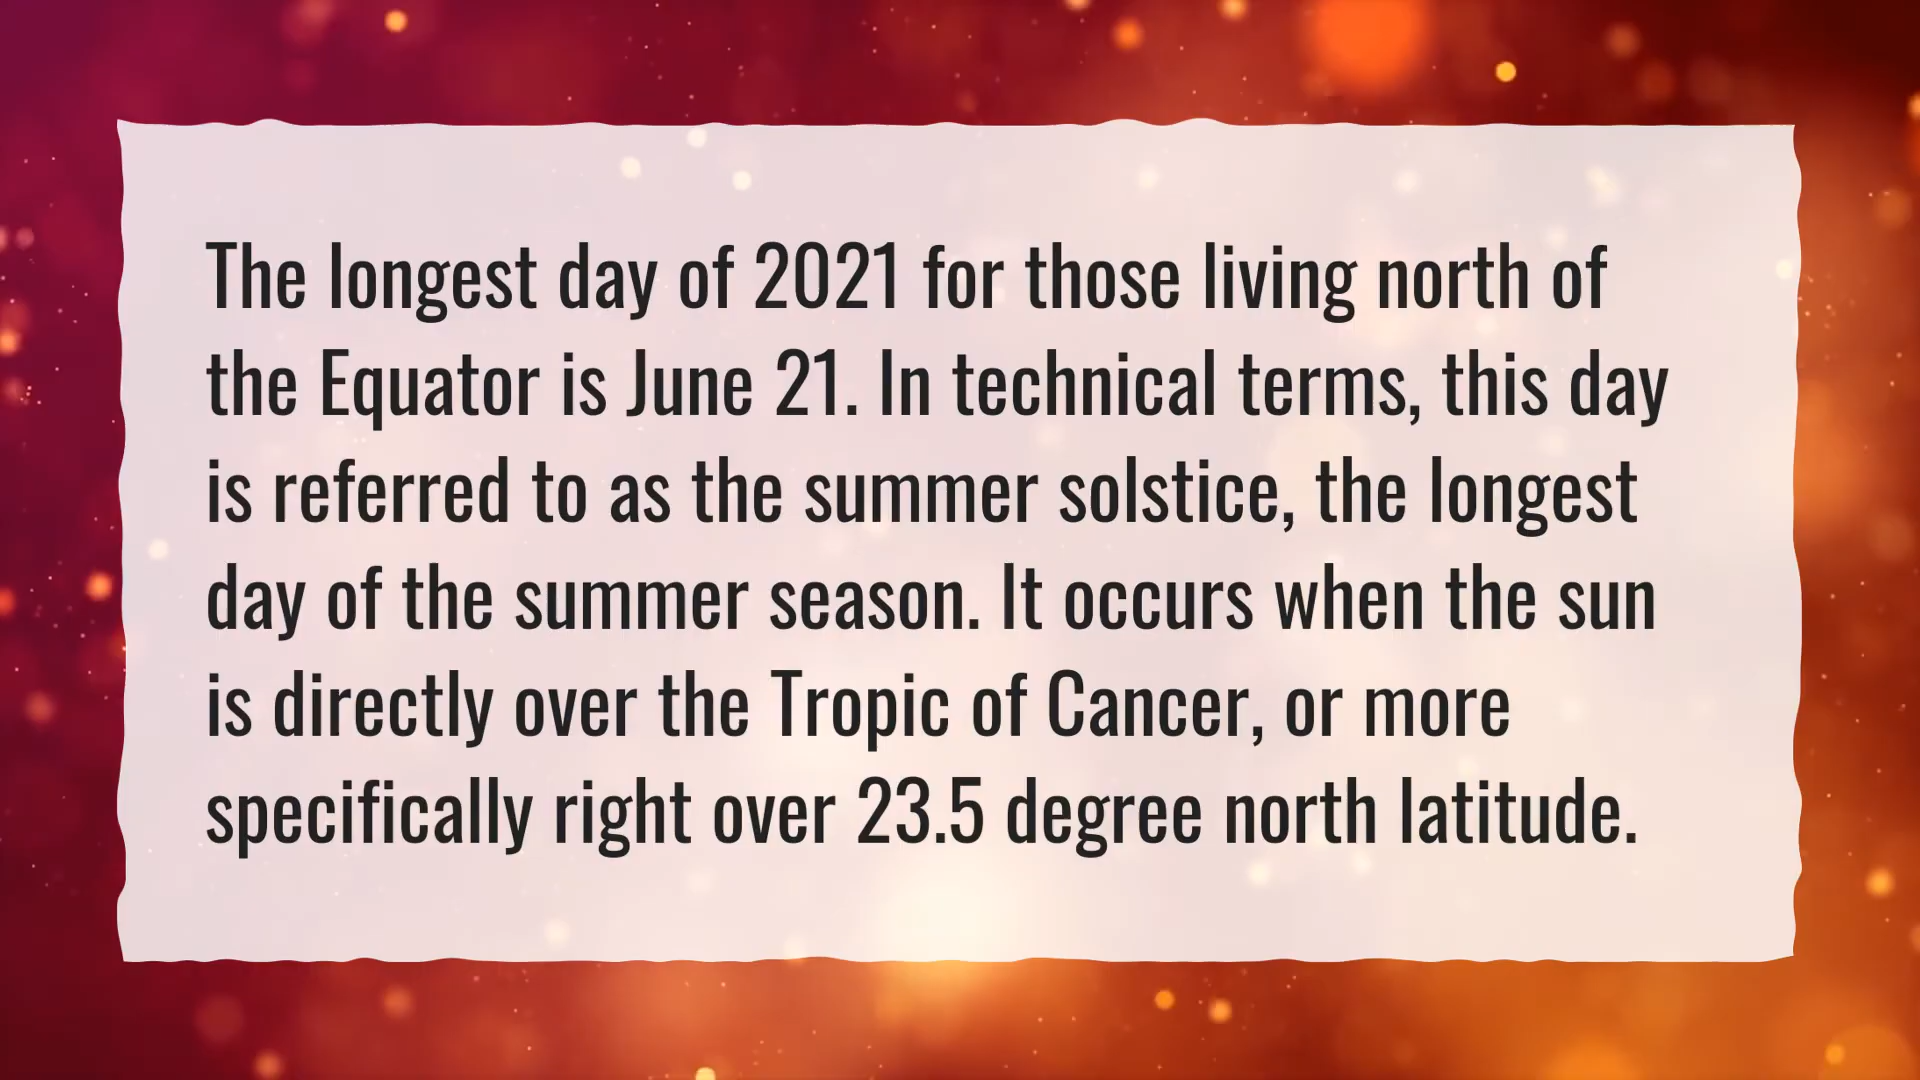 The longest day of 2021 for those living north of
the Equator is June 21. In technical terms, this day
is referred to as the summer solstice, the longest
day of the summer season. It occurs when the sun
is directly over the Tropic of Cancer, or more
specifically right over 23.5 degree north latitude.